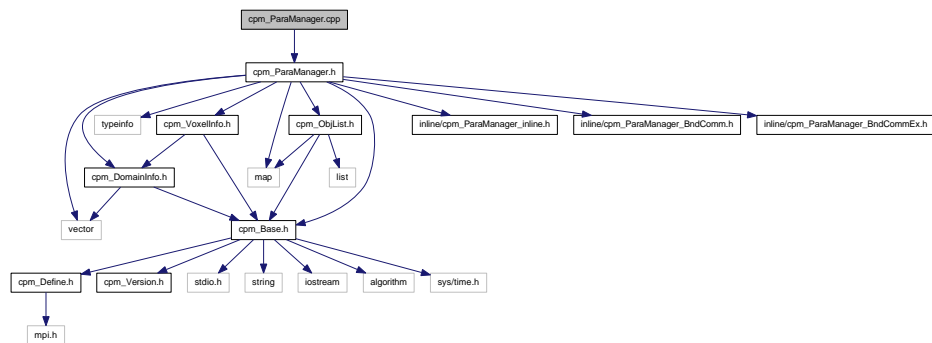 cpm_ParaManager.cpp
cpm_ParaManager.h
typeinfo
cpm_VoxelInfo.h
cpm_ObjList.h
inline/cpm_ParaManager_inline.h
inline/cpm_ParaManager_BndComm.h
inline/cpm_ParaManager_BndCommEx.h
cpm_DomainInfo.h
map
list
vector
cpm_Base.h
cpm_Define.h
cpm_Version.h
stdio.h
string
iostream
algorithm
sys/time.h
mpi.h